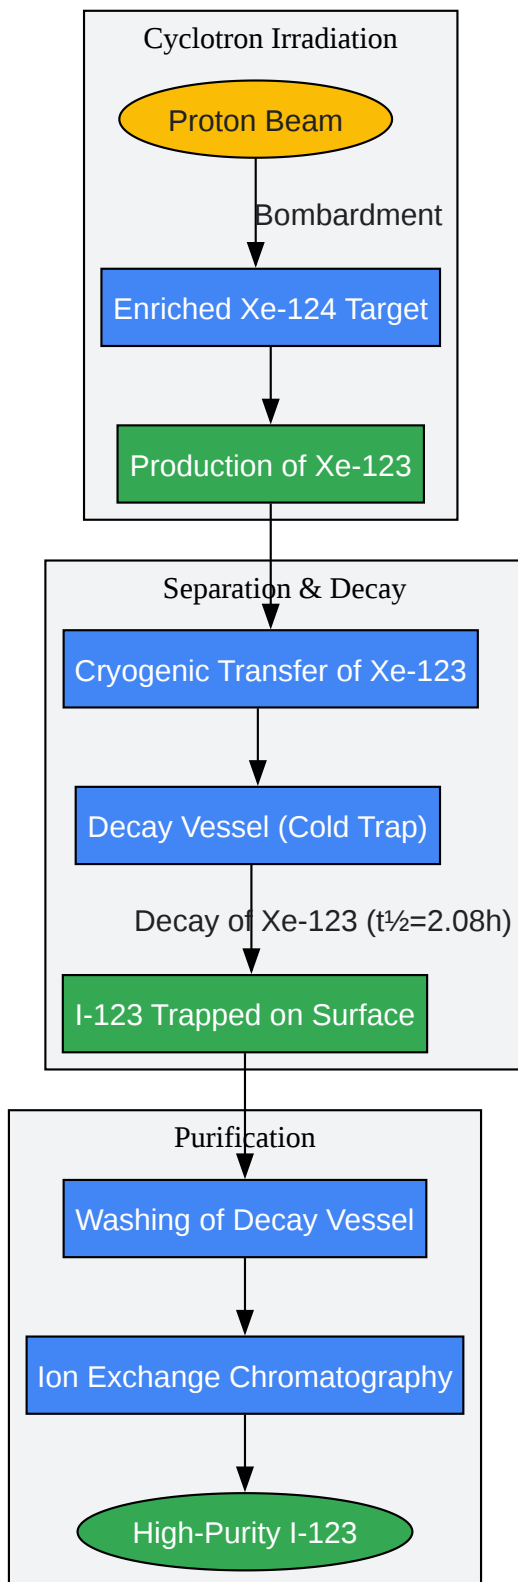 Cyclotron Irradiation
Proton Beam
Bombardment
Enriched Xe-124 Target
Production of Xe-123
Separation & Decay
Cryogenic Transfer of Xe-123
Decay Vessel (Cold Trap)
Decay of Xe-123 (t½=2.08h)
I-123 Trapped on Surface
Purification
Washing of Decay Vessel
Ion Exchange Chromatography
High-Purity I-123